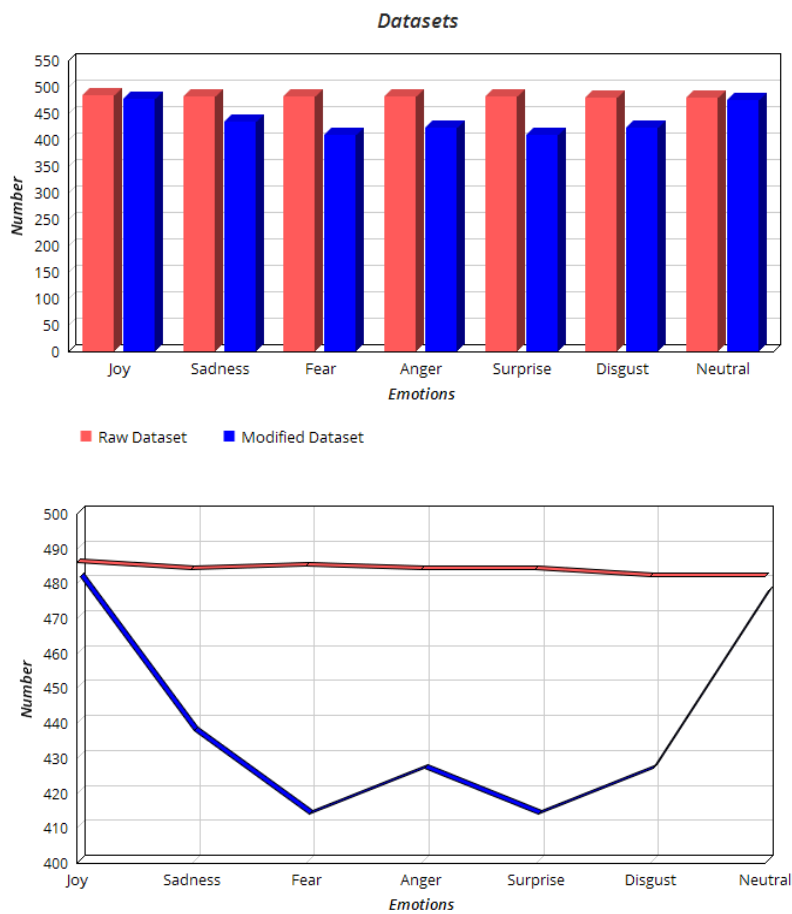 Datasets
550
500
450
400
350
300
250
200
150
100
50
0
Number
Joy Sadness Fear Anger Surprise Disgust Neutral
Emotions
Raw Dataset Modified Dataset
500
490
480
470
460
450
440
430
420
410
400
Number
Joy Sadness Fear Anger Surprise Disgust Neutral
Emotions